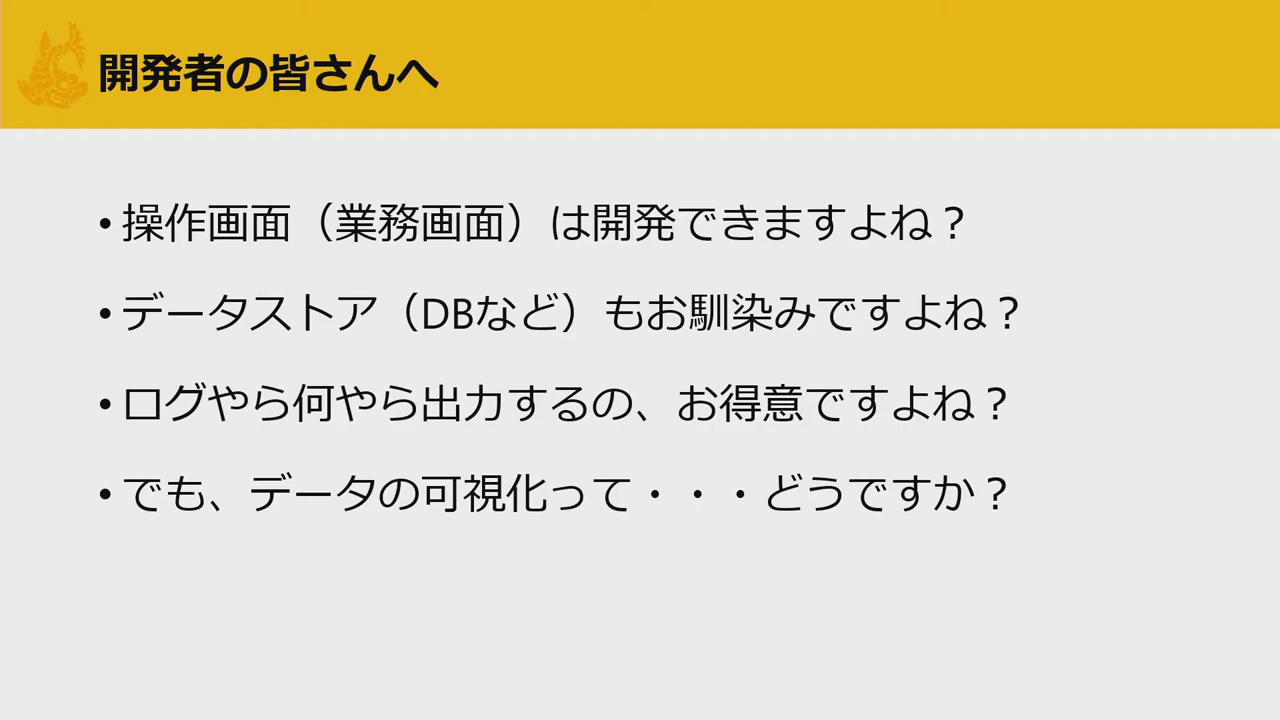 開発者の皆さんへ
• 操作画面（業務画面）は開発できますよね？
• データストア（DBなど）もお馴染みですよね？
• ログやら何やら出力するの、お得意ですよね？
• でも、データの可視化って・・・どうですか？